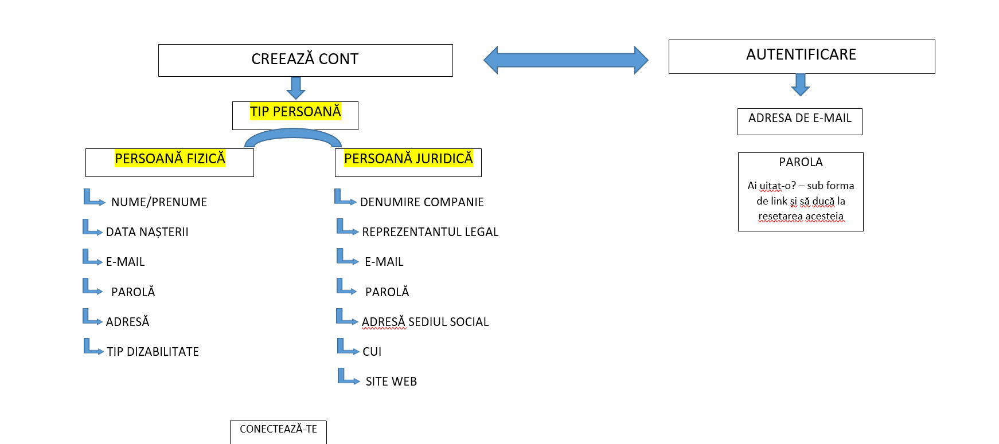 CREEAZĂ CONT
AUTENTIFICARE
TIP PERSOANĂ
PERSOANĂ FIZICĂ
PERSOANĂ JURIDICĂ
NUME/PRENUME
DATA NAȘTERII
E-MAIL
PAROLĂ
ADRESĂ
TIP DIZABILITATE
DENUMIRE COMPANIE
REPREZENTANTUL LEGAL
E-MAIL
PAROLĂ
ADRESĂ SEDIUL SOCIAL
CUI
SITE WEB
CONECTEAZĂ-TE
ADRESA DE E-MAIL
PAROLA
Ai uitat-o? – sub forma
de link și să ducă la
resetarea acesteia